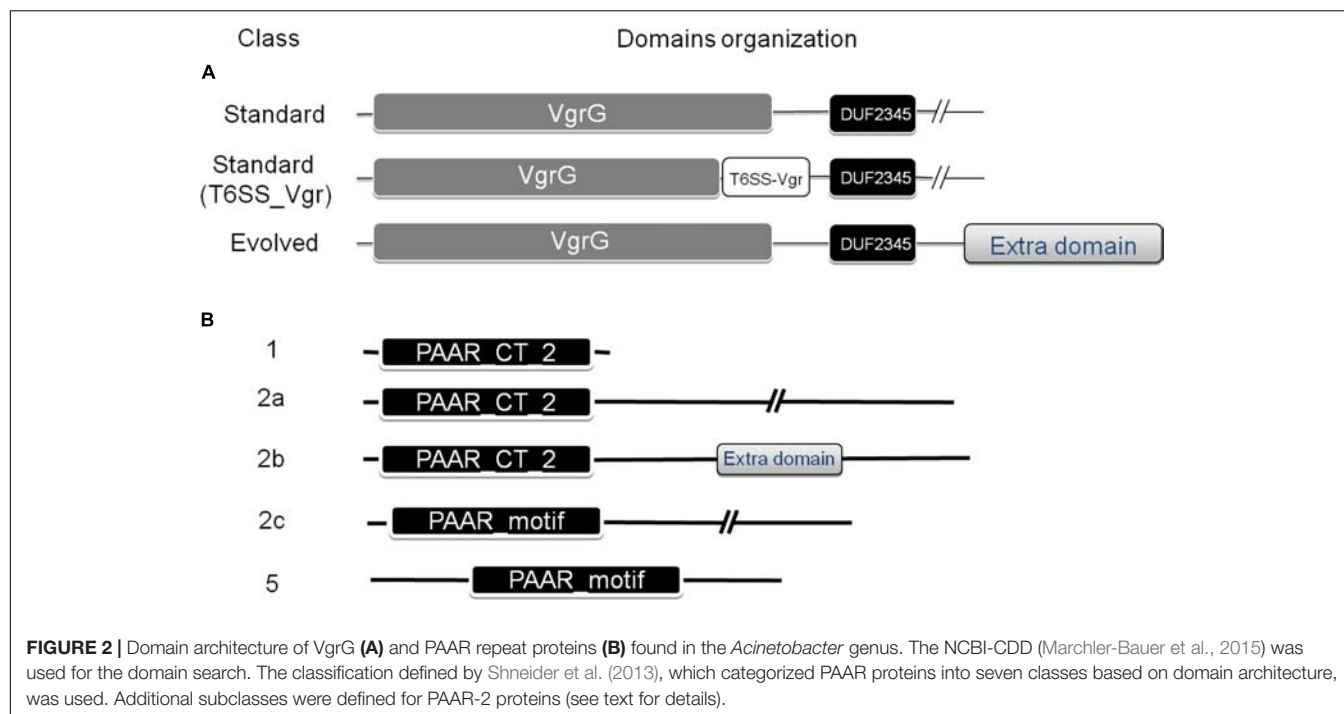 Class Domains organization
A
Standard VgrG DUF2345
Standard
(T6SS_Vgr) VgrG T6SS-Vgr DUF2345
Evolved VgrG DUF2345 Extra domain
B
1 PAAR_CT_2
2a PAAR_CT_2
2b PAAR_CT_2 Extra domain
2c PAAR_motif
5 PAAR_motif
FIGURE 2 | Domain architecture of VgrG (A) and PAAR repeat proteins (B) found in the Acinetobacter genus. The NCBI-CDD (Marchler-Bauer et al., 2015) was
used for the domain search. The classification defined by Shneider et al. (2013), which categorized PAAR proteins into seven classes based on domain architecture,
was used. Additional subclasses were defined for PAAR-2 proteins (see text for details).